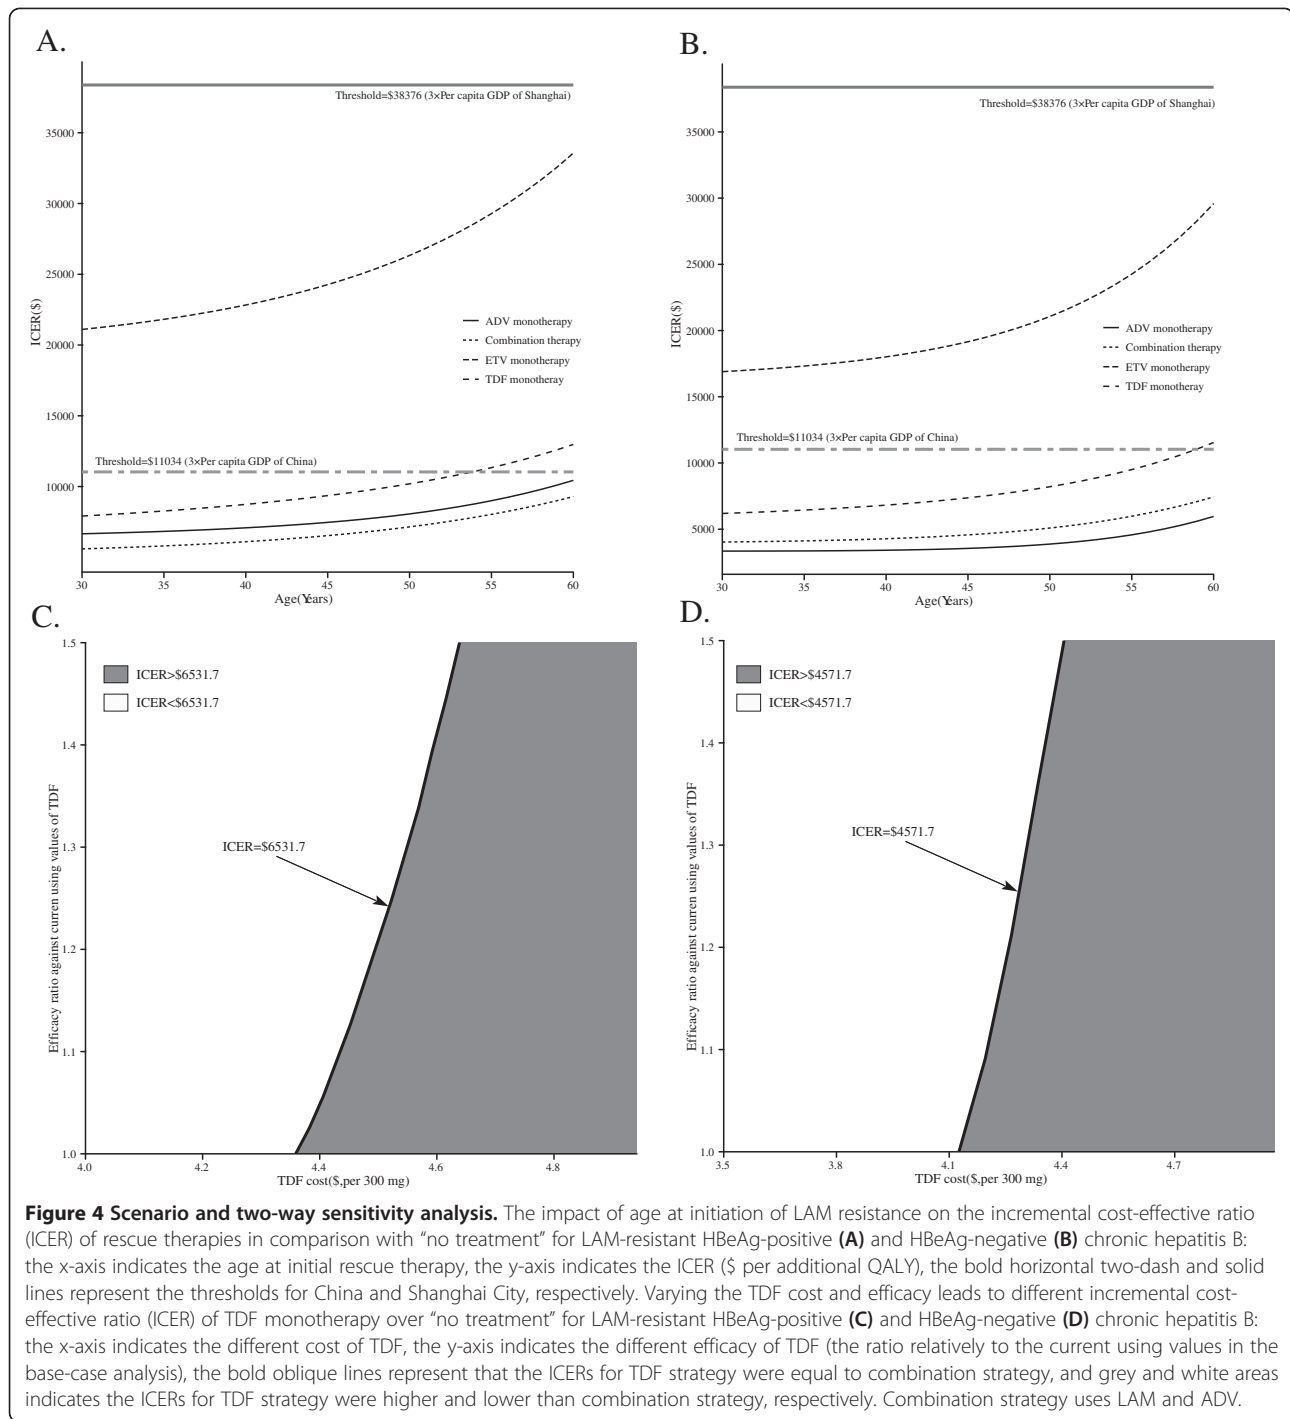 A.
Threshold=$38376 (3×Per capita GDP of Shanghai)
35000
30000
25000
20000
15000
10000
ICER($)
ADV monotherapy
Combination therapy
ETV monotherapy
TDF monotheray
Threshold=$11034 (3×Per capita GDP of China)
30 35 40 45 50 55 60
Age(Years)
B.
Threshold=$38376 (3×Per capita GDP of Shanghai)
35000
30000
25000
20000
15000
10000
5000
ICER($)
ADV monotherapy
Combination therapy
ETV monotherapy
TDF monotheray
Threshold=$11034 (3×Per capita GDP of China)
30 35 40 45 50 55 60
Age(Years)
C.
1.5
1.4
1.3
1.2
1.1
1.0
Efficacy ratio against curren using values of TDF
ICER>$6531.7
ICER<$6531.7
ICER=$6531.7
4.0 4.2 4.4 4.6 4.8
TDF cost($,per 300 mg)
D.
1.5
1.4
1.3
1.2
1.1
1.0
Efficacy ratio against curren using values of TDF
ICER>$4571.7
ICER<$4571.7
ICER=$4571.7
3.5 3.8 4.1 4.4 4.7
TDF cost($,per 300 mg)
Figure 4 Scenario and two-way sensitivity analysis. The impact of age at initiation of LAM resistance on the incremental cost-effective ratio
(ICER) of rescue therapies in comparison with “no treatment” for LAM-resistant HBeAg-positive (A) and HBeAg-negative (B) chronic hepatitis B:
the x-axis indicates the age at initial rescue therapy, the y-axis indicates the ICER ($ per additional QALY), the bold horizontal two-dash and solid
lines represent the thresholds for China and Shanghai City, respectively. Varying the TDF cost and efficacy leads to different incremental cost-
effective ratio (ICER) of TDF monotherapy over “no treatment” for LAM-resistant HBeAg-positive (C) and HBeAg-negative (D) chronic hepatitis B:
the x-axis indicates the different cost of TDF, the y-axis indicates the different efficacy of TDF (the ratio relatively to the current using values in the
base-case analysis), the bold oblique lines represent that the ICERs for TDF strategy were equal to combination strategy, and grey and white areas
indicates the ICERs for TDF strategy were higher and lower than combination strategy, respectively. Combination strategy uses LAM and ADV.